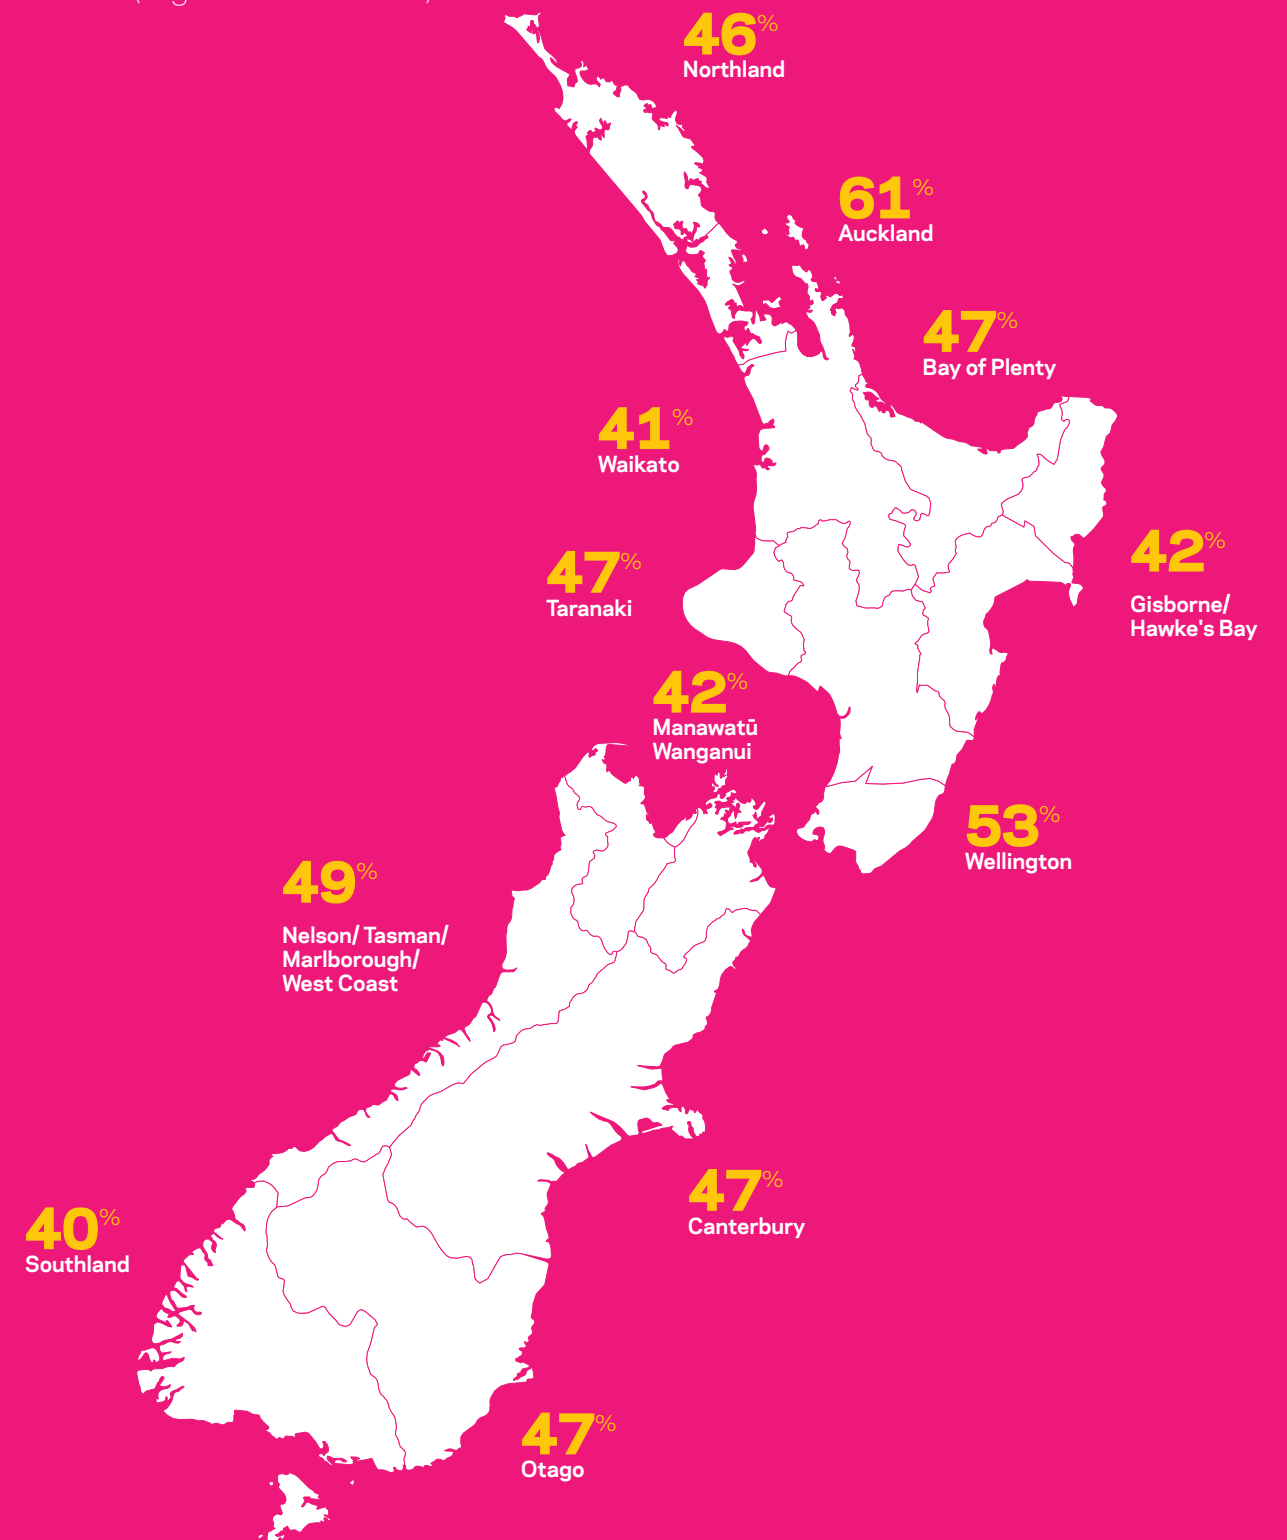 46%
Northland
61%
Auckland
47%
Bay of Plenty
41%
Waikato
47%
Taranaki
42%
Gisborne/
Hawke's Bay
42%
Manawatū
Wanganui
53%
Wellington
49%
Nelson/ Tasman/
Marlborough/
West Coast
47%
Canterbury
40%
Southland
47%
Otago